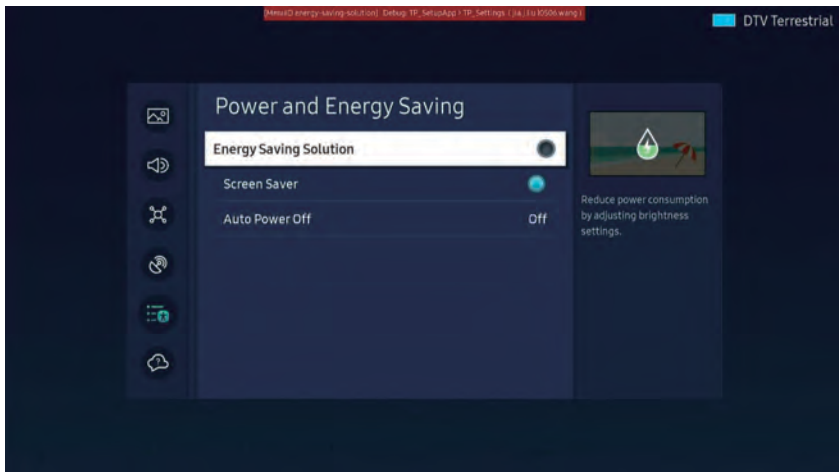 DTV Terrestrial
Power and Energy Saving
Energy Saving Solution
Screen Saver
Auto Power Off Off
Reduce power consumption
by adjusting brightness
settings.